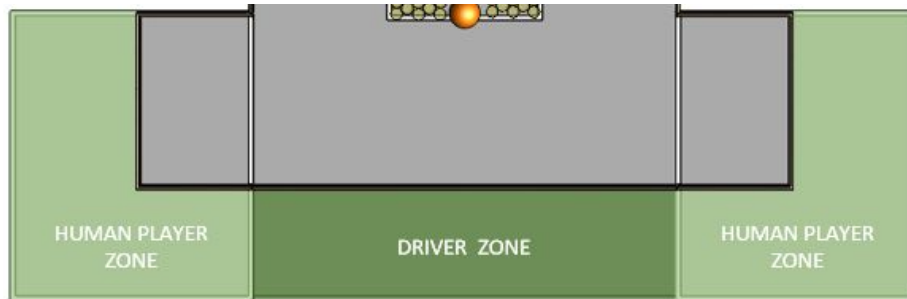 HUMAN PLAYER
ZONE
DRIVER ZONE
HUMAN PLAYER
ZONE